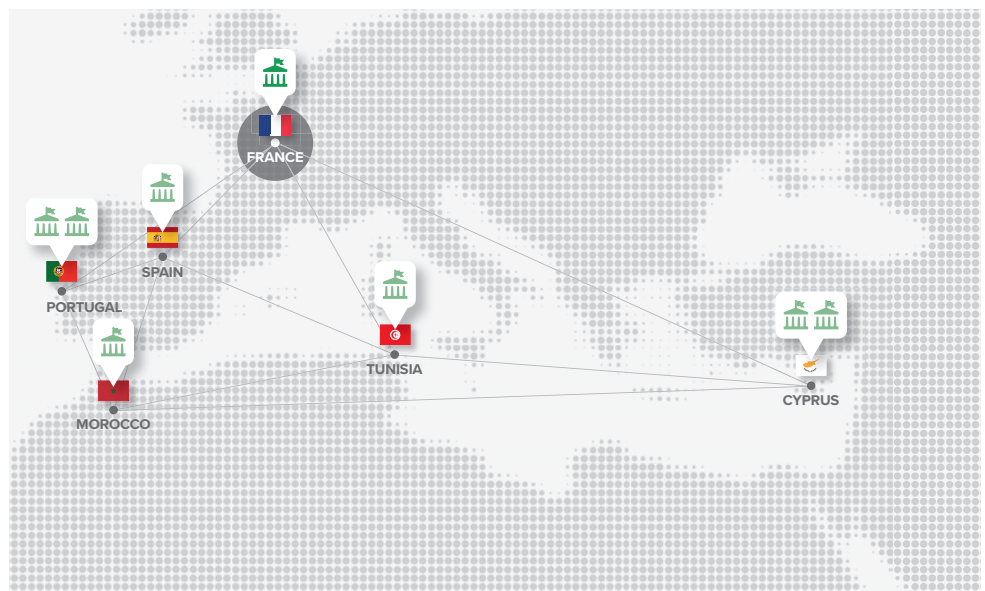 FRANCE
SPAIN
PORTUGAL
TUNISIA
CYPRUS
MOROCCO